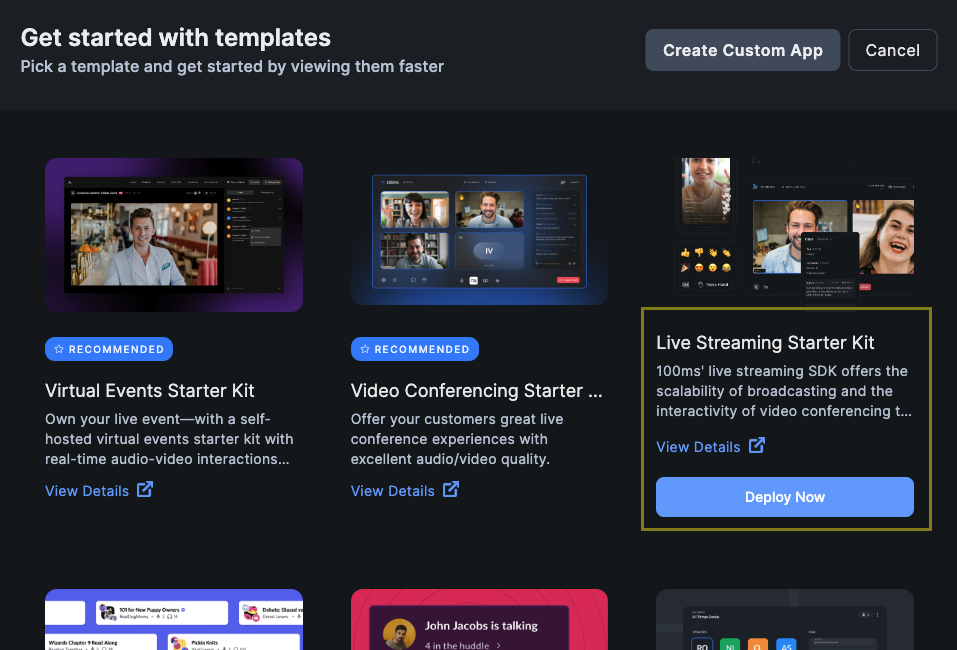 Get started with templates
Pick a template and get started by viewing them faster
Create Custom App
Cancel
IV
RECOMMENDED
Virtual Events Starter Kit
Own your live event—with a self-
hosted virtual events starter kit with
real-time audio-video interactions...
View Details
RECOMMENDED
Video Conferencing Starter ...
Offer your customers great live
conference experiences with
excellent audio/video quality.
View Details
Raise Hand
Live Streaming Starter Kit
100ms' live streaming SDK offers the
scalability of broadcasting and the
interactivity of video conferencing t...
View Details
Deploy Now
101 for New Puppy Owners
Debate: Glazed
Wizards Chapter 9 Read Along
Pickin Knits
John Jacobs is talking
4 in the huddle >
RO
NI
CL
AS